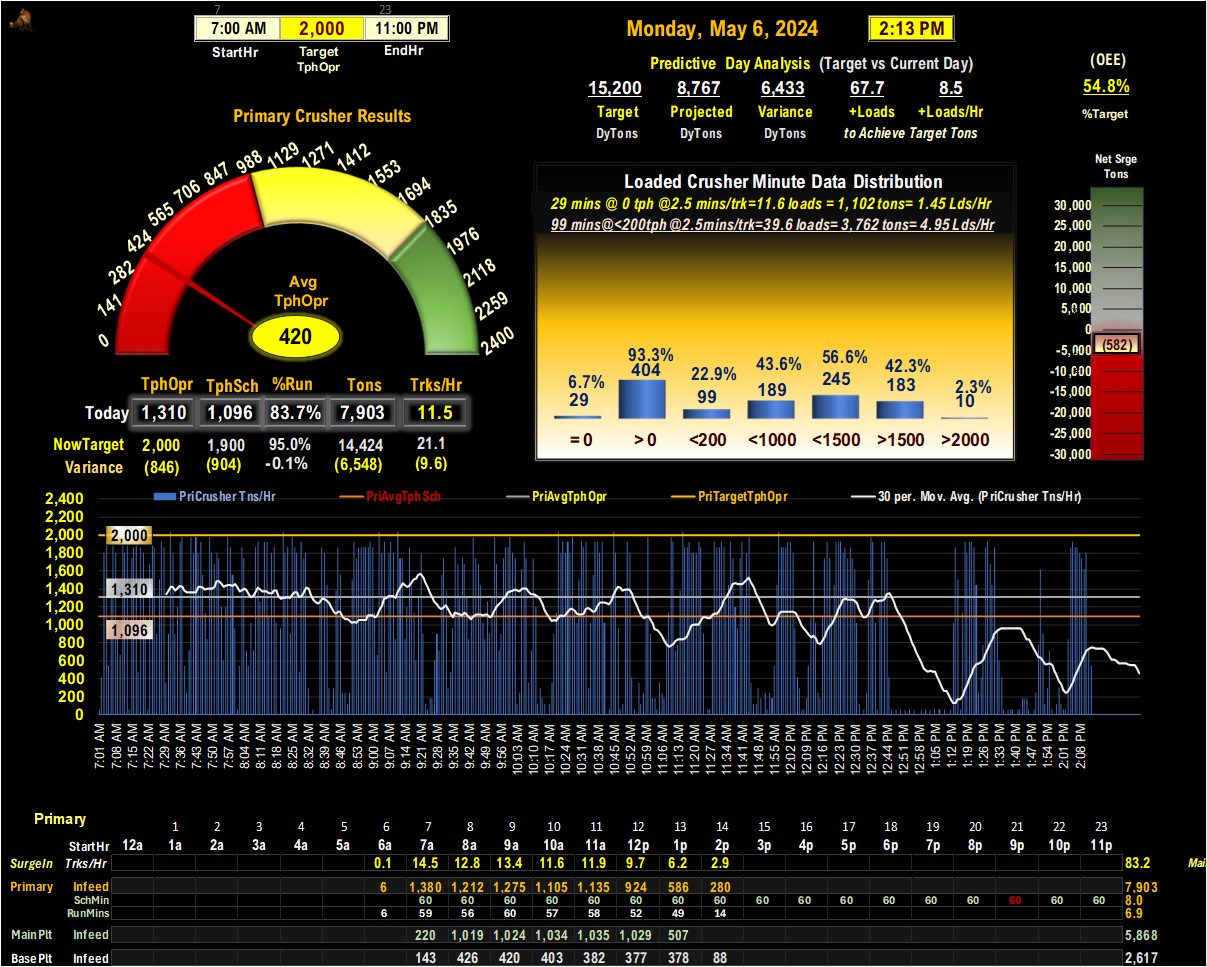 7 23
7:00 AM 2,000 11:00 PM
StartHr Target TphOpr EndHr
Monday, May 6, 2024 2:13 PM
Predictive Day Analysis (Target vs Current Day)
15,200 8,767 6,433 67.7 8.5
Target Projected Variance +Loads +Loads/Hr
DyTons DyTons DyTons to Achieve Target Tons
(OEE)
54.8%
%Target
Primary Crusher Results
0 141 282 424 565 706 847 988 1129 1271 1412 1553 1694 1835 1976 2118 2259 2400
Avg
TphOpr
420
TphOpr TphSch %Run Tons Trks/Hr
Today 1,310 1,096 83.7% 7,903 11.5
NowTarget 2,000 1,900 95.0% 14,424 21.1
Variance (846) (904) -0.1% (6,548) (9.6)
Loaded Crusher Minute Data Distribution
29 mins @ 0 tph @2.5 mins/trk=11.6 loads = 1,102 tons= 1.45 Lds/Hr
99 mins@<200tph @2.5mins/trk=39.6 loads= 3,762 tons= 4.95 Lds/Hr
6.7% 93.3% 22.9% 43.6% 56.6% 42.3% 2.3%
29 404 99 189 245 183 10
= 0 > 0 <200 <1000 <1500 >1500 >2000
Net Srge
Tons
30,000
25,000
20,000
15,000
10,000
5,000
0
(582)
-5,000
-10,000
-15,000
-20,000
-25,000
-30,000
PriCrusher Tns/Hr PriAvgTphSch PriAvgTphOpr PriTargetTphOpr 30 per. Mov. Avg. (PriCrusher Tns/Hr)
2,400
2,200
2,000
1,800
1,600
1,400
1,200
1,000
800
600
400
200
0
2,000
1,310
1,096
7:01 AM 7:08 AM 7:15 AM 7:22 AM 7:29 AM 7:36 AM 7:43 AM 7:50 AM 7:57 AM 8:04 AM 8:11 AM 8:18 AM 8:25 AM 8:32 AM 8:39 AM 8:46 AM 8:53 AM 9:00 AM 9:07 AM 9:14 AM 9:21 AM 9:28 AM 9:35 AM 9:42 AM 9:49 AM 9:56 AM 10:03 AM 10:10 AM 10:17 AM 10:24 AM 10:31 AM 10:38 AM 10:45 AM 10:52 AM 10:59 AM 11:06 AM 11:13 AM 11:20 AM 11:27 AM 11:34 AM 11:41 AM 11:48 AM 11:55 AM 12:02 PM 12:09 PM 12:16 PM 12:23 PM 12:30 PM 12:37 PM 12:44 PM 12:51 PM 12:58 PM 1:05 PM 1:12 PM 1:19 PM 1:26 PM 1:33 PM 1:40 PM 1:47 PM 1:54 PM 2:01 PM 2:08 PM
Primary
1 2 3 4 5 6 7 8 9 10 11 12 13 14 15 16 17 18 19 20 21 22 23
StartHr 12a 1a 2a 3a 4a 5a 6a 7a 8a 9a 10a 11a 12p 1p 2p 3p 4p 5p 6p 7p 8p 9p 10p 11p
SurgeIn Trks/Hr 0.1 14.5 12.8 13.4 11.6 11.9 9.7 6.2 2.9 83.2
Primary Infeed 6 1,380 1,212 1,275 1,105 1,135 924 586 280 7,903
SchMin 60 60 60 60 60 60 60 60 60 60 60 60 60 60 60 60 60 8.0
RunMins 6 59 56 60 57 58 52 49 14 6.9
MainPlt Infeed 220 1,019 1,024 1,034 1,035 1,029 507 5,868
BasePlt Infeed 143 426 420 403 382 377 378 88 2,617